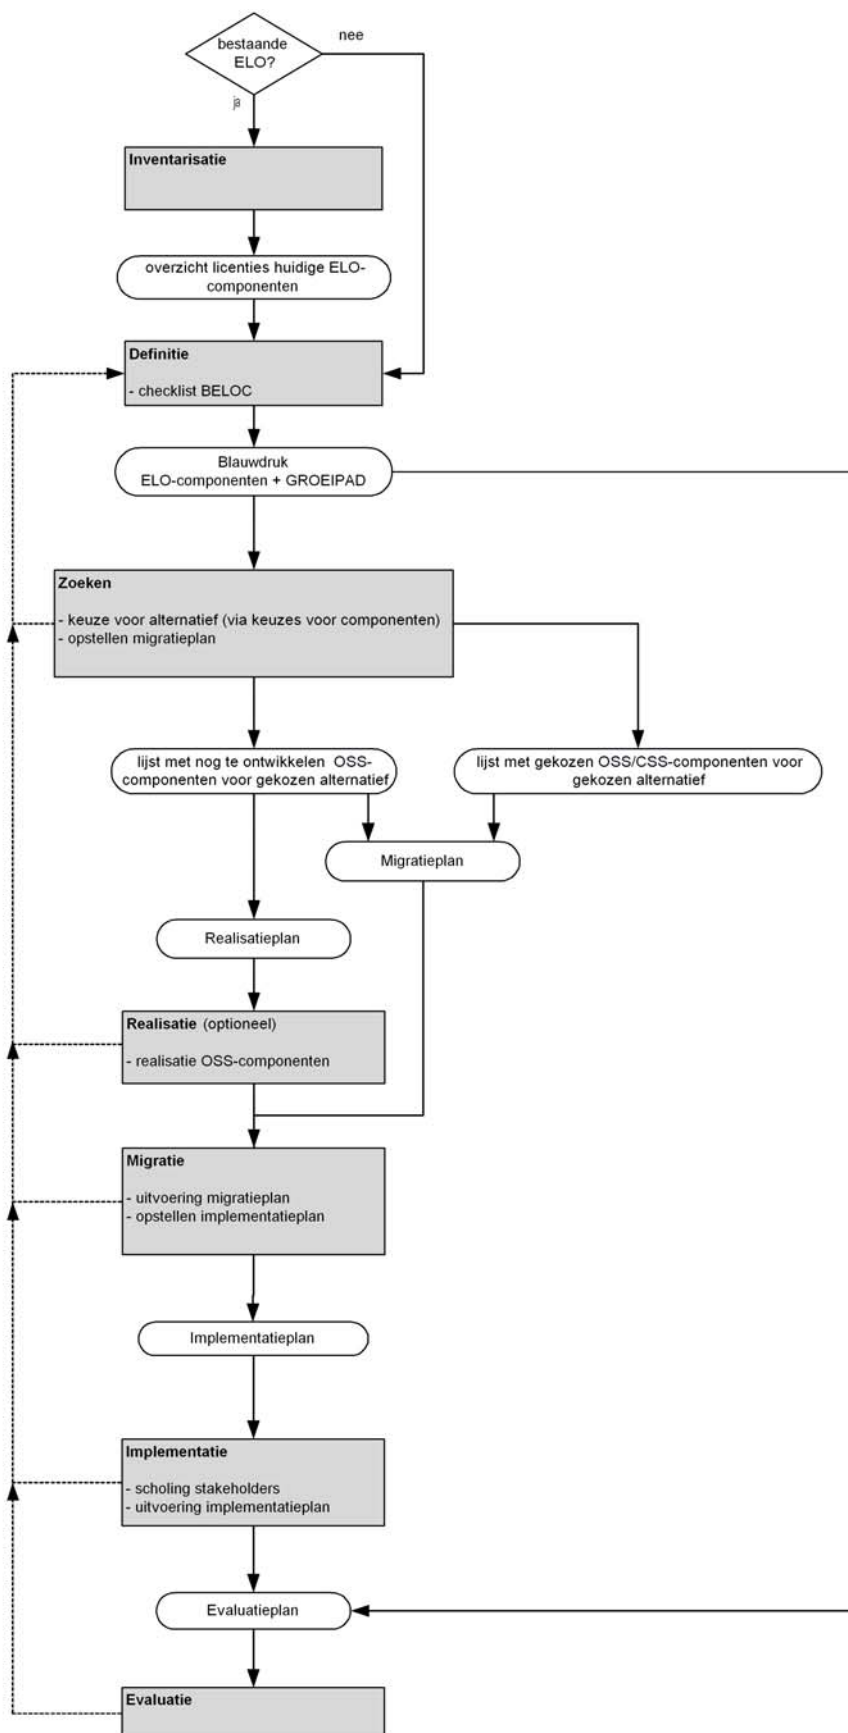 bestaande
ELO?
nee
Inventarisatie
overzicht licenties huidige ELO-
componenten
Definitie
- checklist BELOC
Blauwdruk
ELO-componenten + GROEIPAD
Zoeken
- keuze voor alternatief (via keuzes voor componenten)
- opstellen migratieplan
lijst met nog te ontwikkelen OSS-
componenten voor gekozen alternatief
lijst met gekozen OSS/CSS-componenten voor
gekozen alternatief
Migratieplan
Realisatieplan
Realisatie (optioneel)
- realisatie OSS-componenten
Migratie
- uitvoering migratieplan
- opstellen implementatieplan
Implementatieplan
Implementatie
- scholing stakeholders
- uitvoering implementatieplan
Evaluatieplan
Evaluatie